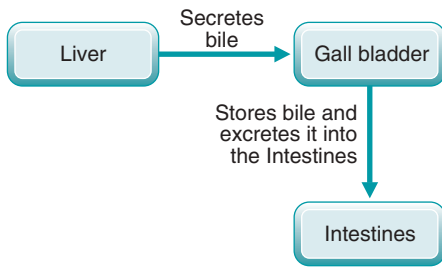 Secretes
bile
Liver
Gall bladder
Stores bile and
excretes it into
the Intestines
Intestines